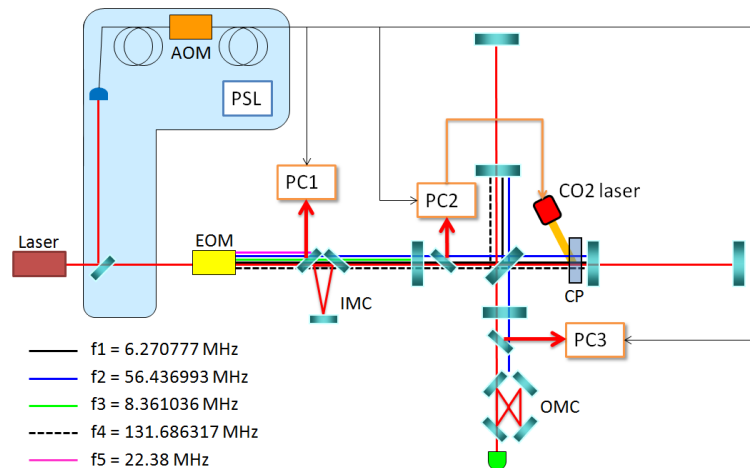 AOM
PSL
PC1
PC2
CO2 laser
Laser
EOM
IMC
CP
PC3
OMC
f1 = 6.270777 MHz
f2 = 56.436993 MHz
f3 = 8.361036 MHz
f4 = 131.686317 MHz
f5 = 22.38 MHz